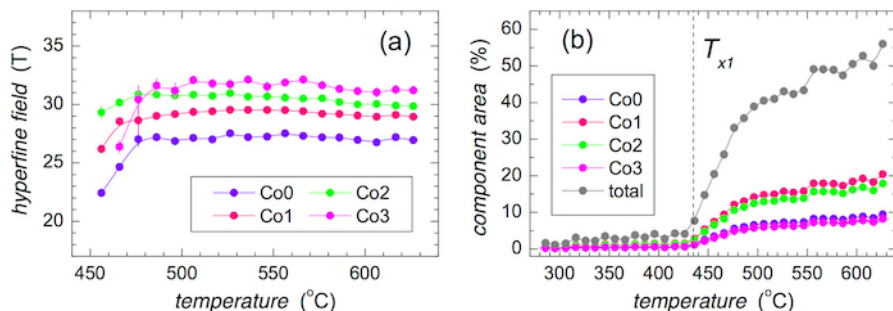 (a)
hyperfine field (T)
35
30
25
20
Co0 Co2
Co1 Co3
450 500 550 600
temperature (°C)
(b)
component area (%)
60
50
40
30
20
10
0
Tx1
Co0
Co1
Co2
Co3
total
300 350 400 450 500 550 600
temperature (°C)